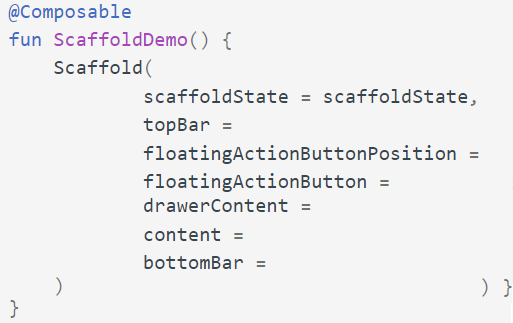 @Composable
fun ScaffoldDemo() {
    Scaffold(
            scaffoldState = scaffoldState,
            topBar =
            floatingActionButtonPosition =
            floatingActionButton =
            drawerContent =
            content =
            bottomBar =
    )                                      ) }
}